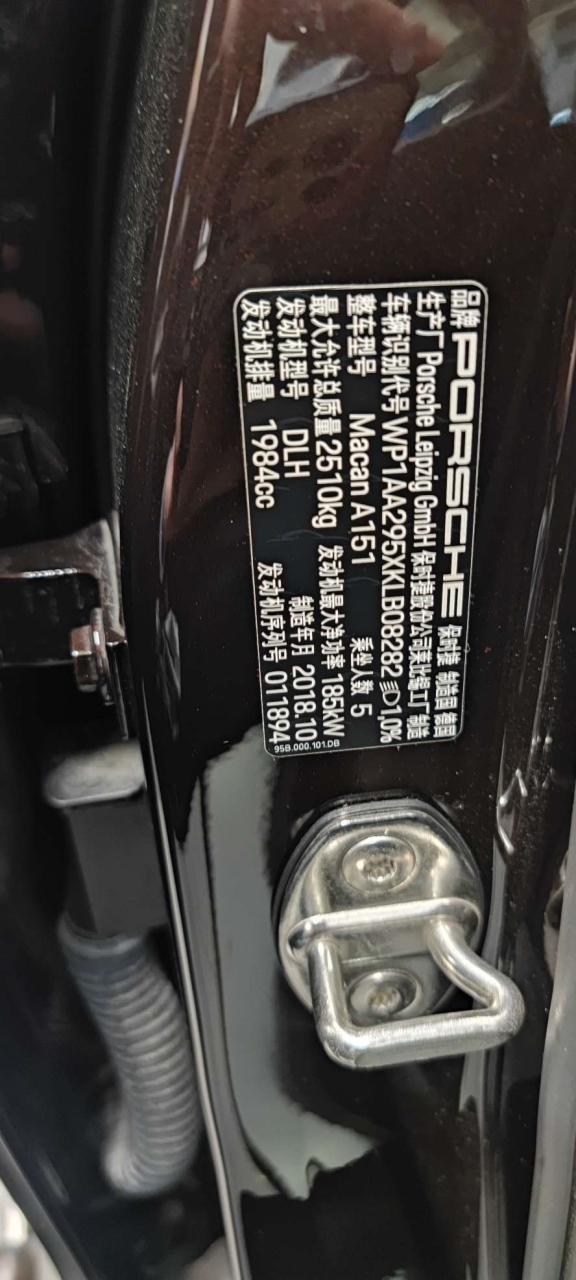 品牌 PORSCHE 保时捷 制造国 德国
生产厂 Porsche Leipzig GmbH 保时捷股份公司莱比锡工厂 制造
车辆识别代号 WP1AA295XKLB08282 1,0%
整车型号 Macan A151 乘坐人数 5
最大允许总质量 2510kg 发动机最大净功率 185kW
发动机型号 DLH 制造年月 2018.10
发动机排量 1984cc 发动机序列号 011894
95B.000.101.DB